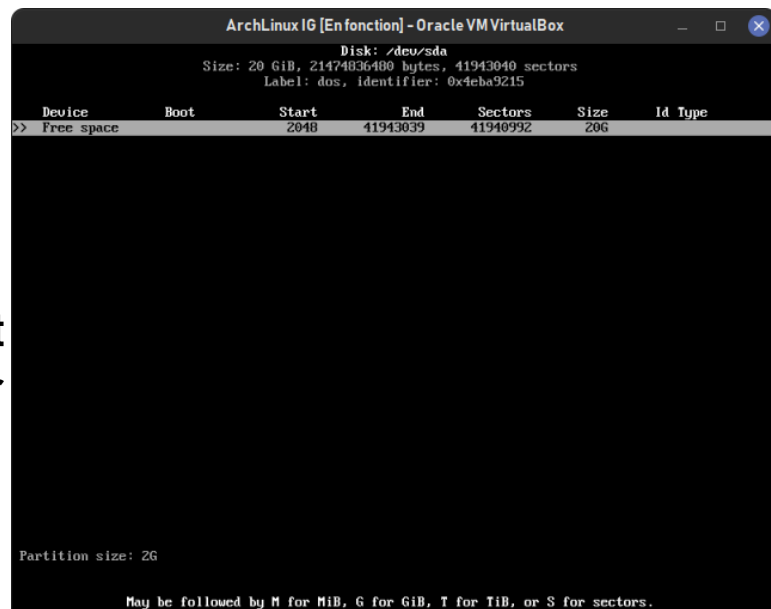 ArchLinux IG [En fonction] - Oracle VM VirtualBox
Disk: /dev/sda
Size: 20 GiB, 21474836480 bytes, 41943040 sectors
Label: dos, identifier: 0x4eba9215
Device Boot Start End Sectors Size Id Type
>> Free space 2048 41943039 41940992 20G
Partition size: 2G
May be followed by M for MiB, G for GiB, T for TiB, or S for sectors.